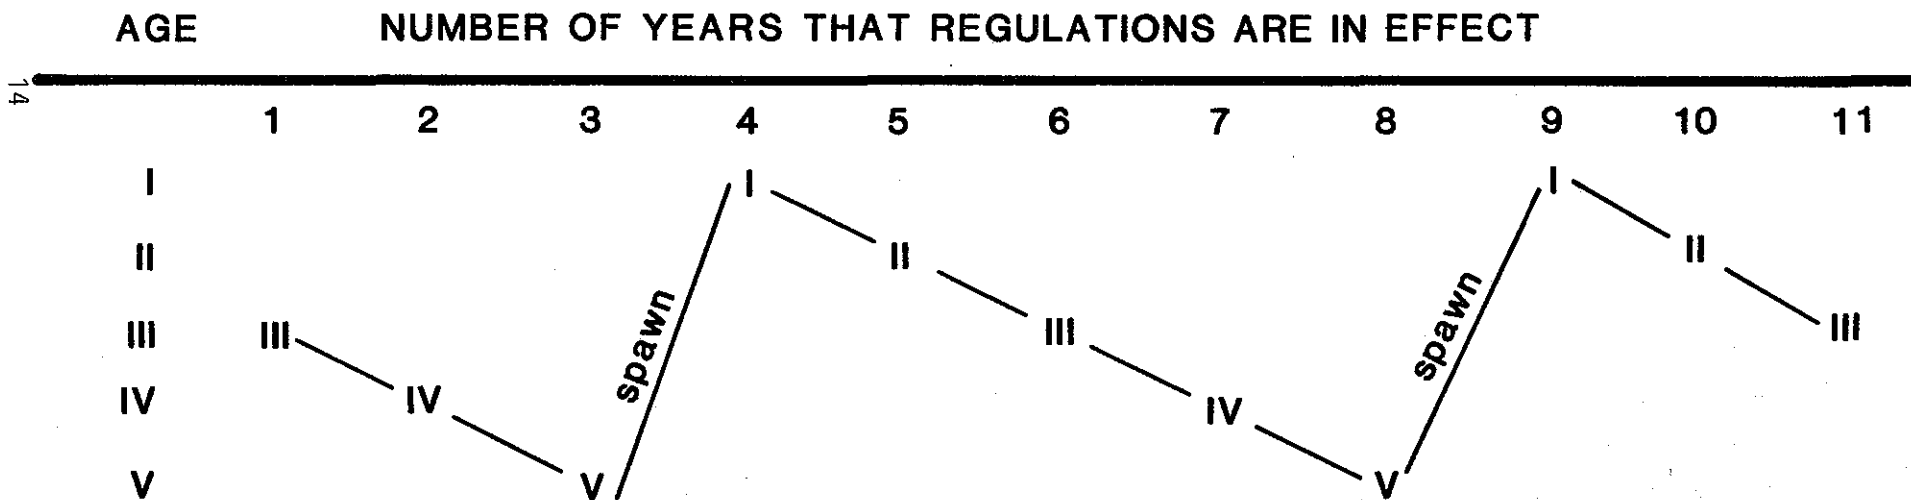 AGE NUMBER OF YEARS THAT REGULATIONS ARE IN EFFECT
14
1 2 3 4 5 6 7 8 9 10 11
I I I
II II II
III III III III
IV IV IV
V V V
spawn spawn